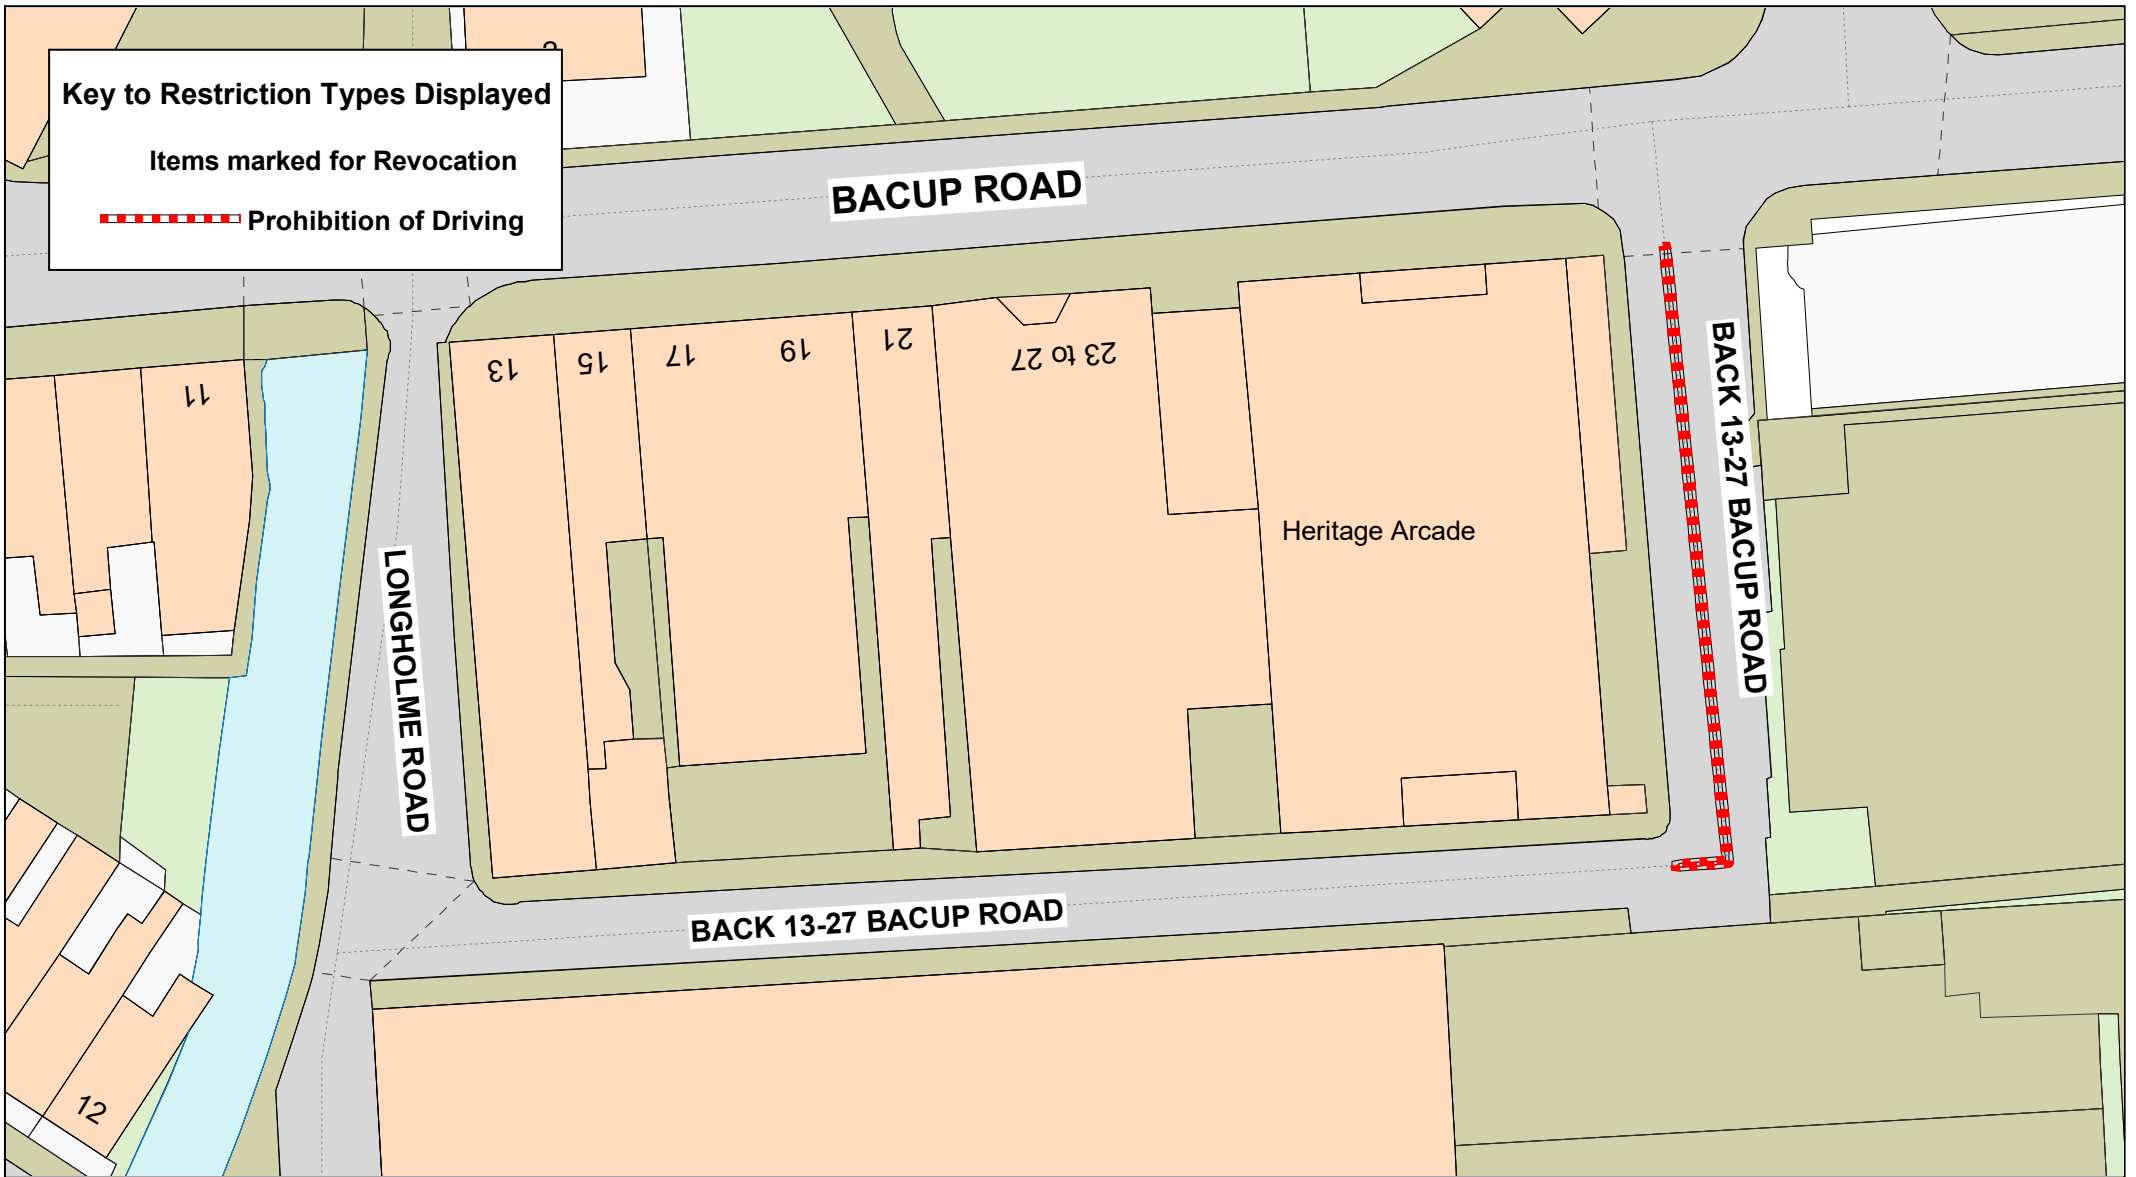 Key to Restriction Types Displayed
Items marked for Revocation
Prohibition of Driving
BACUP ROAD
11
13
15
17
19
21
23 to 27
Heritage Arcade
BACK 13-27 BACUP ROAD
LONGHOLME ROAD
BACK 13-27 BACUP ROAD
12